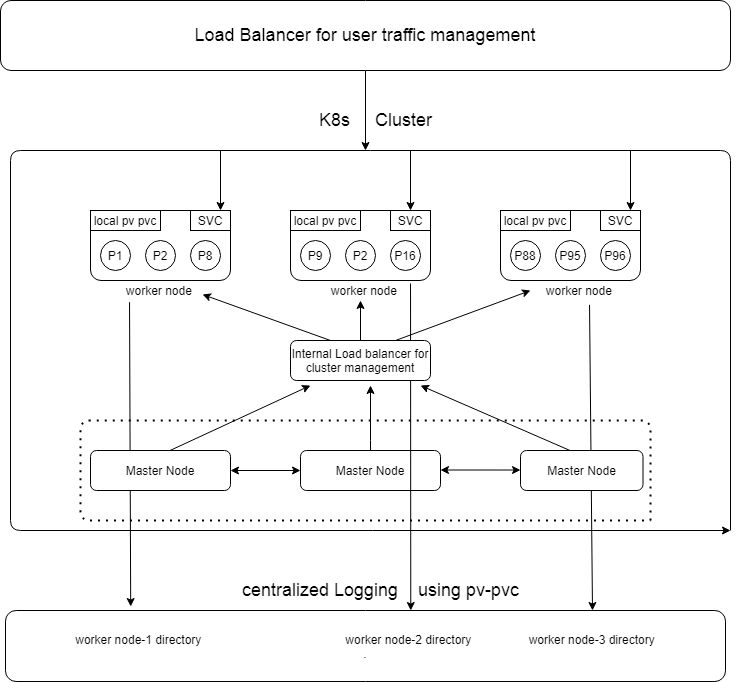 Load Balancer for user traffic management
K8s Cluster
local pv pvc SVC
P1 P2 P8
worker node
local pv pvc SVC
P9 P2 P16
worker node
local pv pvc SVC
P88 P95 P96
worker node
Internal Load balancer for
cluster management
Master Node Master Node Master Node
centralized Logging using pv-pvc
worker node-1 directory worker node-2 directory worker node-3 directory